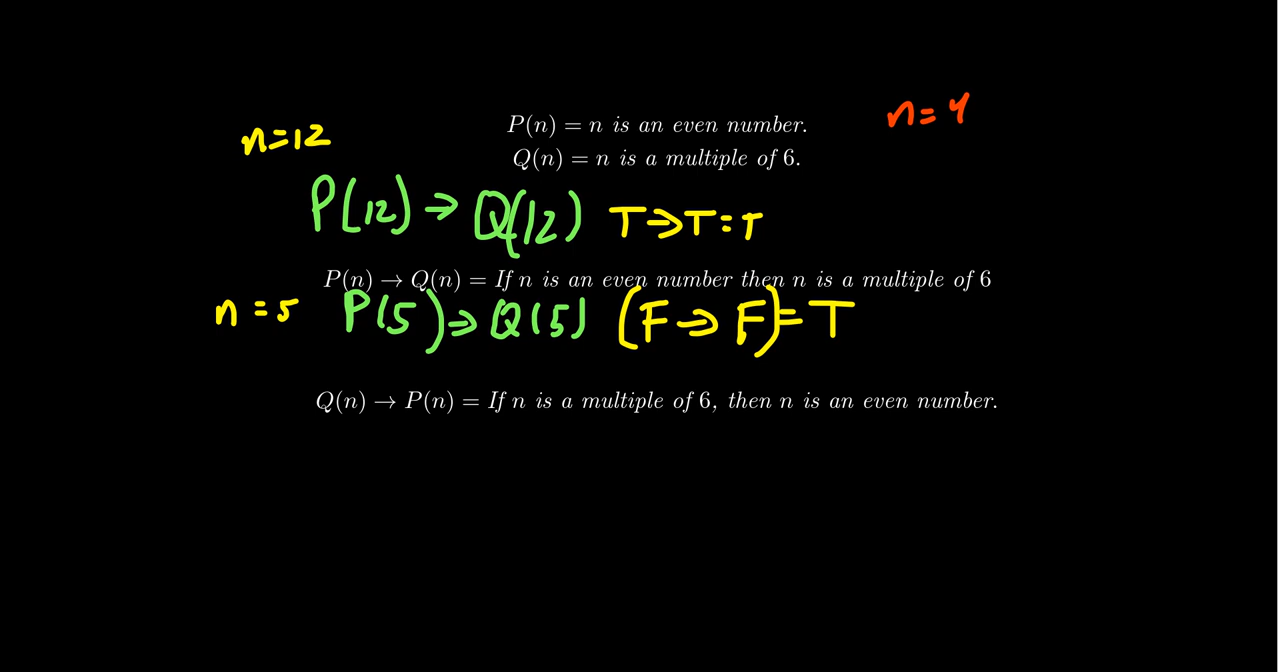 P(n) = n is an even number.
n = 4
n=12
Q(n) = n is a multiple of 6.
P(12) → Q(12) T⇒T=T
P(n) → Q(n) = If n is an even number then n is a multiple of 6
n = 5 P(5) ⇒ Q(5) (F ⇒ F) = T
Q(n) → P(n) = If n is a multiple of 6, then n is an even number.